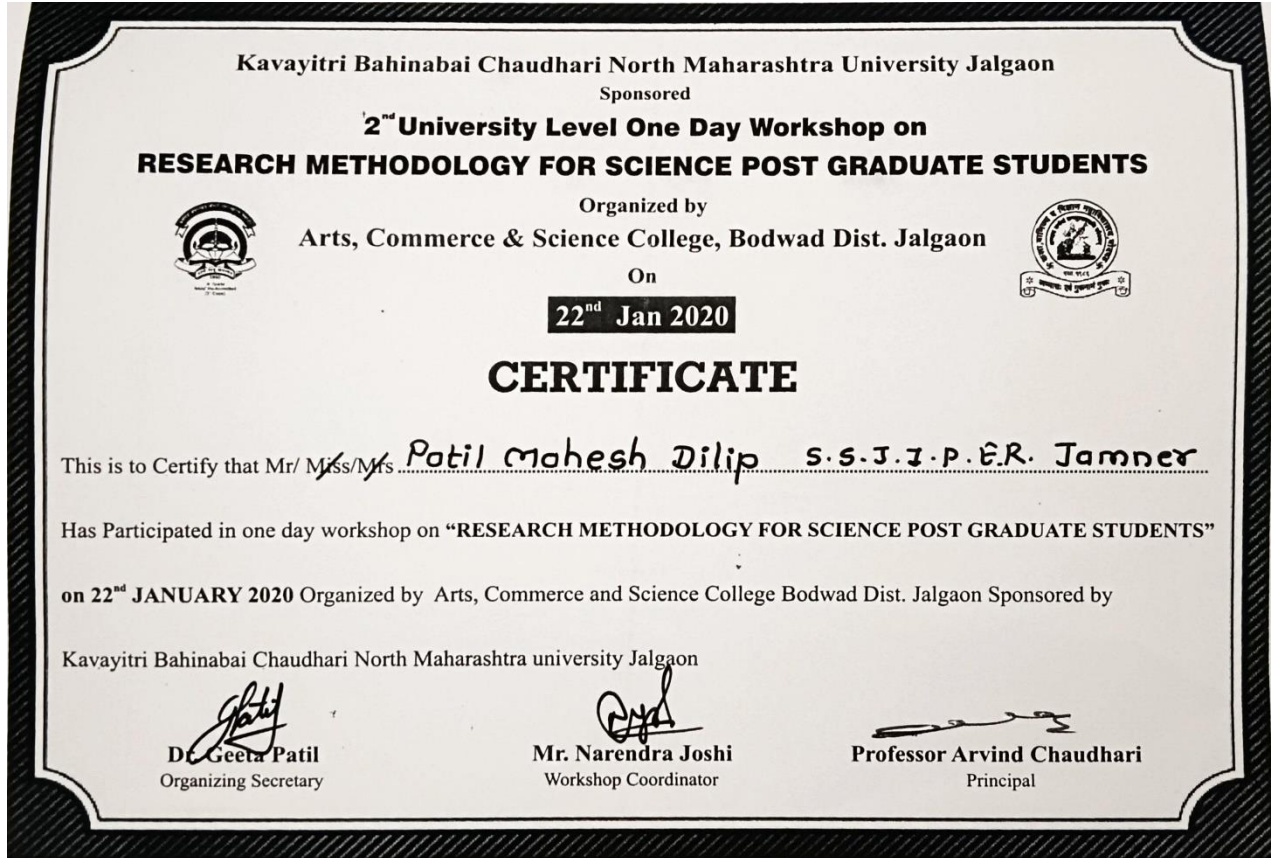 Kavayitri Bahinabai Chaudhari North Maharashtra University Jalgaon
Sponsored
2nd University Level One Day Workshop on
RESEARCH METHODOLOGY FOR SCIENCE POST GRADUATE STUDENTS
Organized by
Arts, Commerce & Science College, Bodwad Dist. Jalgaon
On
22nd Jan 2020
CERTIFICATE
This is to Certify that Mr/ Miss/Mrs Patil Mahesh Dilip S.S.J.I.P.E.R. Jamner
Has Participated in one day workshop on “RESEARCH METHODOLOGY FOR SCIENCE POST GRADUATE STUDENTS”
on 22nd JANUARY 2020 Organized by Arts, Commerce and Science College Bodwad Dist. Jalgaon Sponsored by
Kavayitri Bahinabai Chaudhari North Maharashtra university Jalgaon
Dr. Geeta Patil
Organizing Secretary
Mr. Narendra Joshi
Workshop Coordinator
Professor Arvind Chaudhari
Principal